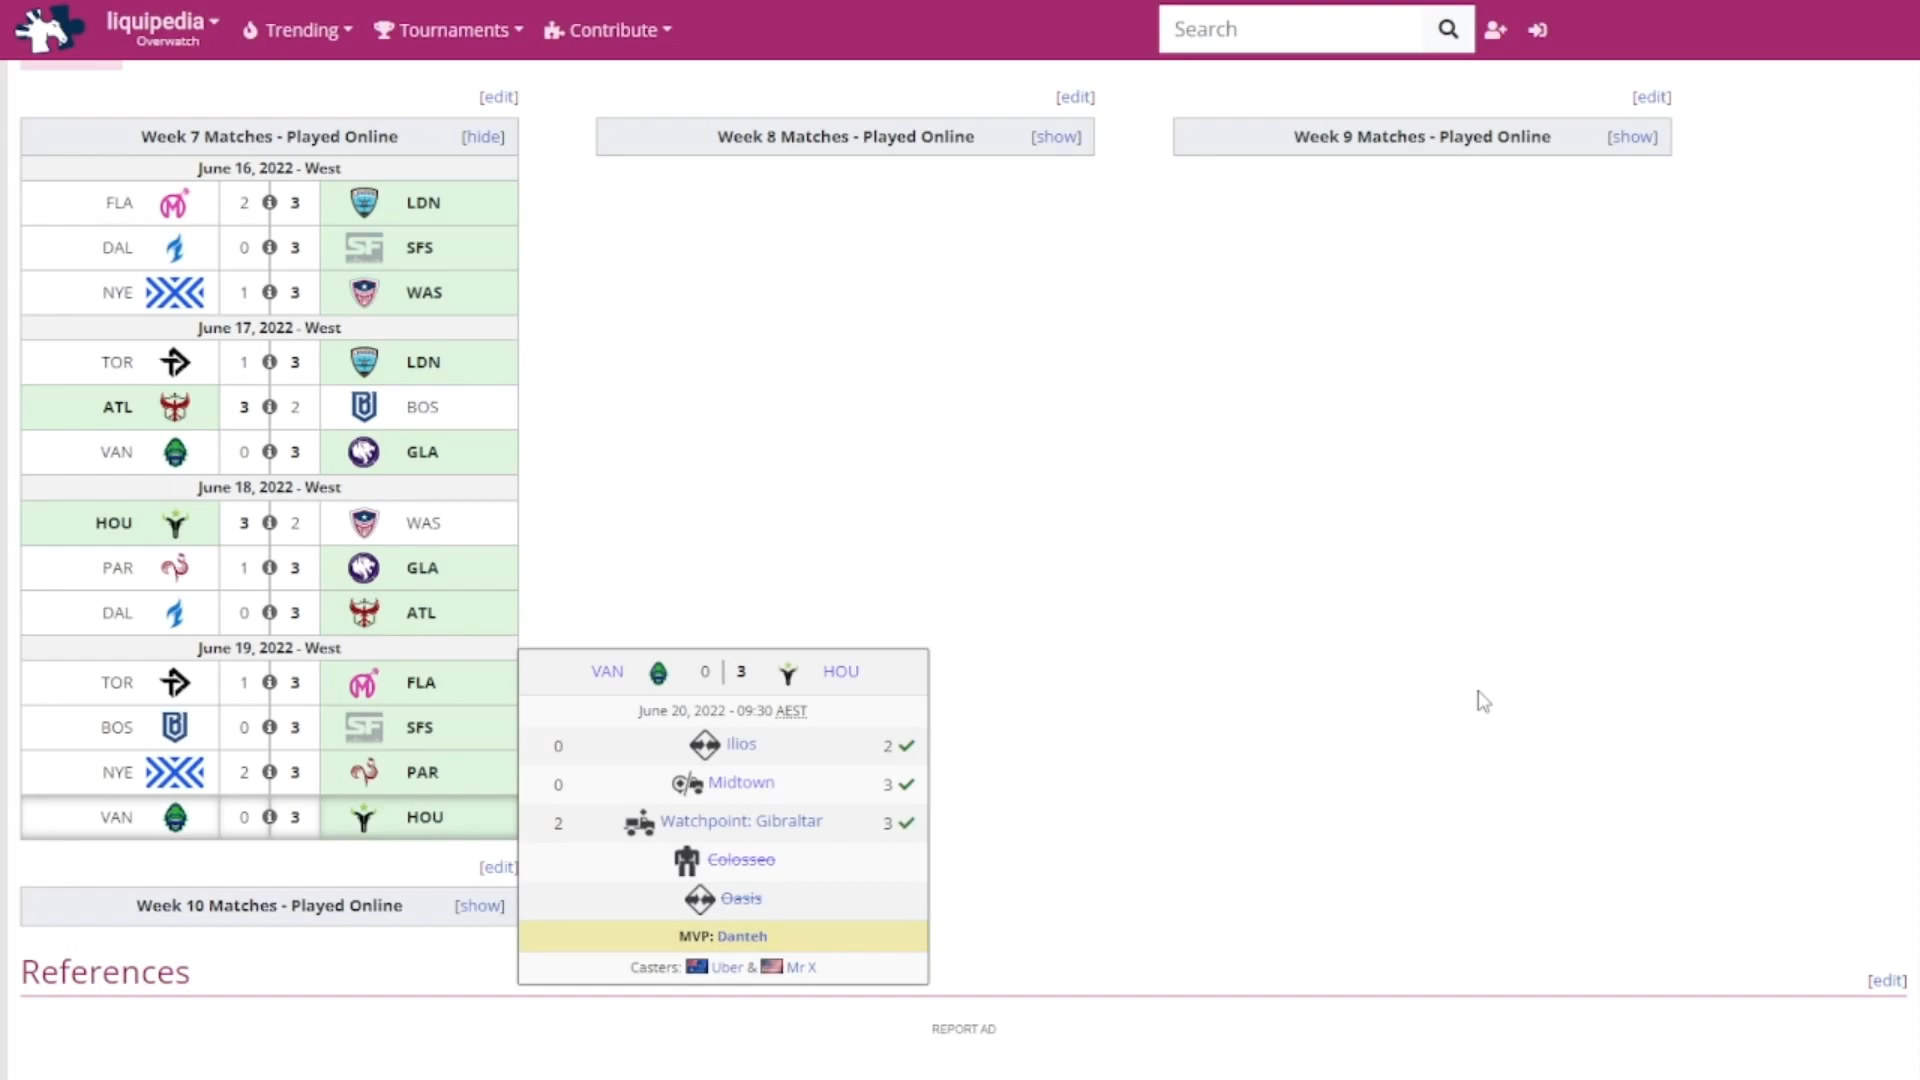 liquipedia
Overwatch
Trending
Tournaments
Contribute
Search
[edit]
[edit]
[edit]
Week 7 Matches - Played Online [hide]
Week 8 Matches - Played Online [show]
Week 9 Matches - Played Online [show]
June 16, 2022 - West
FLA 2 3 LDN
DAL 0 3 SFS
NYE 1 3 WAS
June 17, 2022 - West
TOR 1 3 LDN
ATL 3 2 BOS
VAN 0 3 GLA
June 18, 2022 - West
HOU 3 2 WAS
PAR 1 3 GLA
DAL 0 3 ATL
June 19, 2022 - West
TOR 1 3 FLA
BOS 0 3 SFS
NYE 2 3 PAR
VAN 0 3 HOU
VAN 0 3 HOU
June 20, 2022 - 09:30 AEST
0 Ilios 2
0 Midtown 3
2 Watchpoint: Gibraltar 3
Colosseo
Oasis
MVP: Danteh
Casters: Uber & Mr X
[edit]
Week 10 Matches - Played Online [show]
References
[edit]
REPORT AD